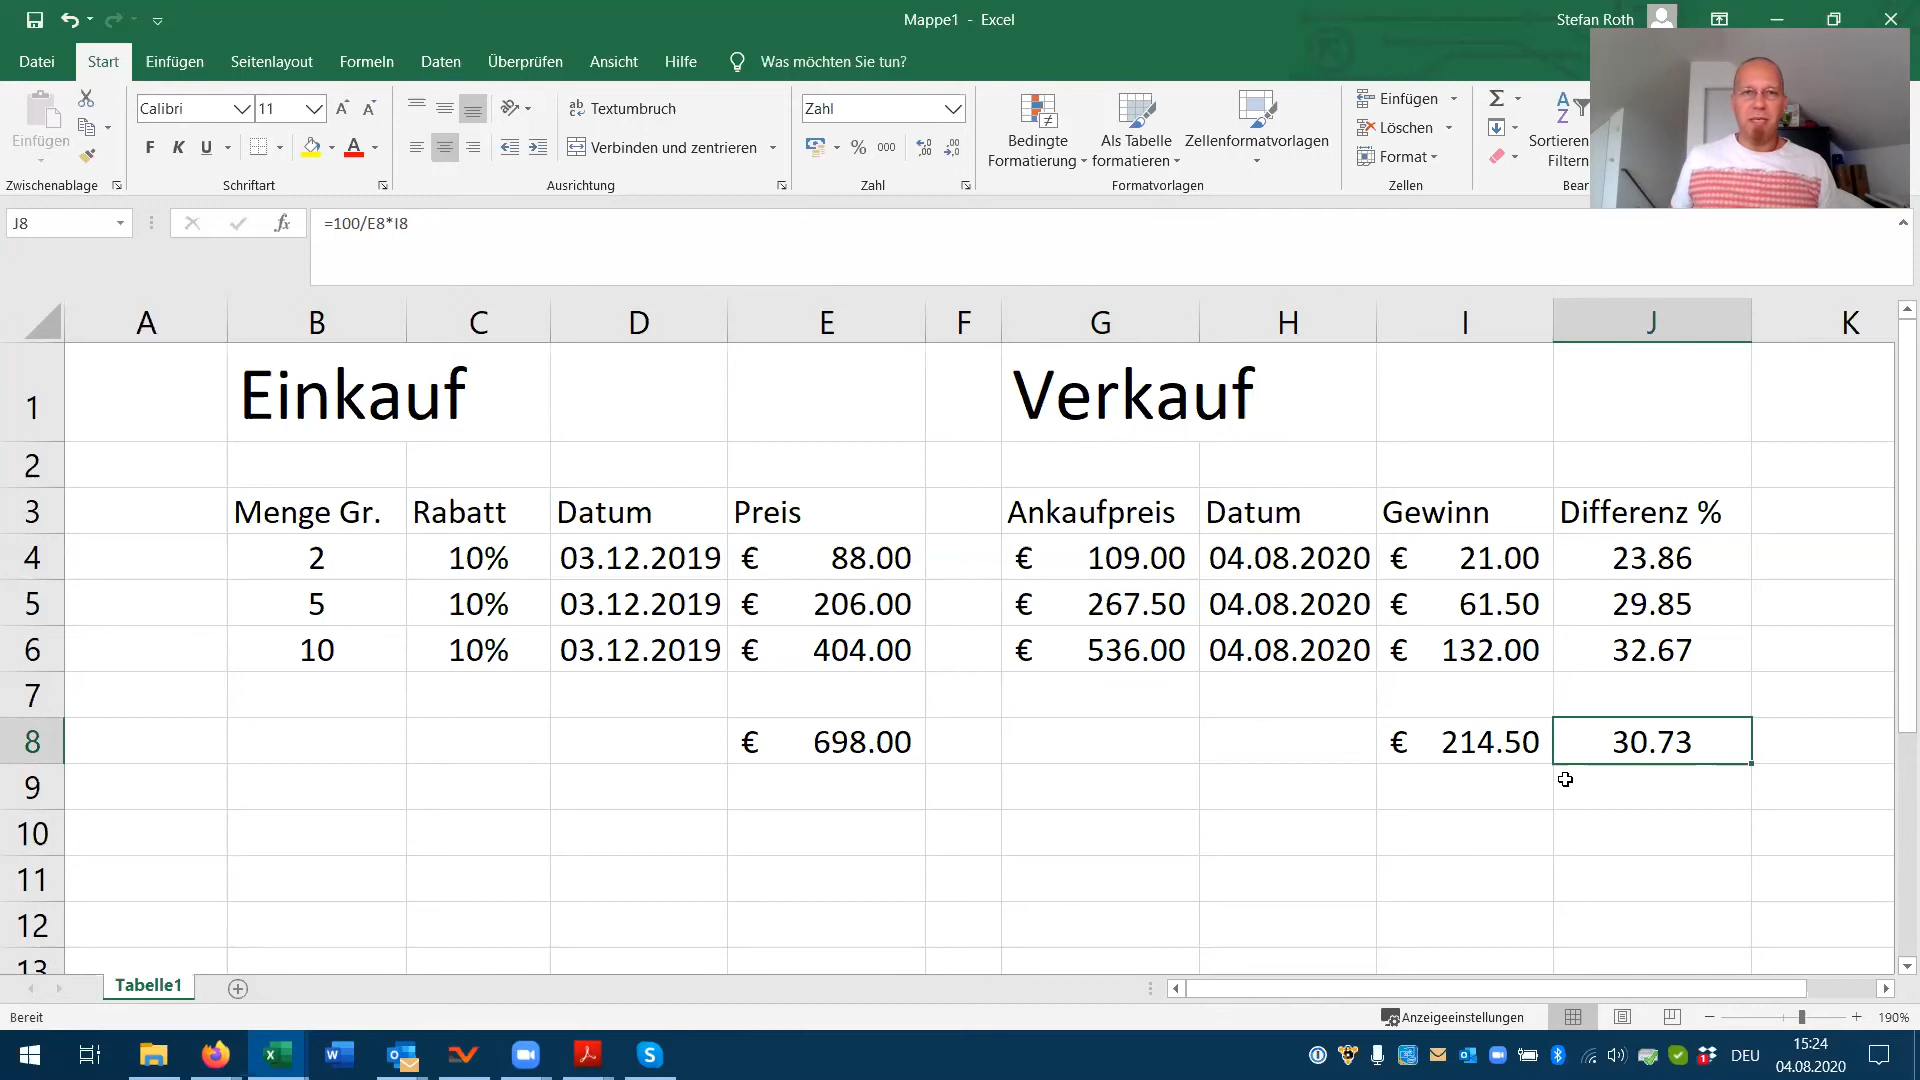 Mappe1 - Excel
Stefan Roth
Datei Start Einfügen Seitenlayout Formeln Daten Überprüfen Ansicht Hilfe Was möchten Sie tun?
Einfügen
Calibri 11
F K U
A A A
ab Textumbruch
Verbinden und zentrieren
Zahl
% 000
Bedingte Formatierung
Als Tabelle formatieren
Zellenformatvorlagen
Einfügen
Löschen
Format
Σ
Sortieren
Filtern
Zwischenablage Schriftart Ausrichtung Zahl Formatvorlagen Zellen Bear
J8 fx =100/E8*I8
A B C D E F G H I J K
1 Einkauf Verkauf
2
3 Menge Gr. Rabatt Datum Preis Ankaufpreis Datum Gewinn Differenz %
4 2 10% 03.12.2019 € 88.00 € 109.00 04.08.2020 € 21.00 23.86
5 5 10% 03.12.2019 € 206.00 € 267.50 04.08.2020 € 61.50 29.85
6 10 10% 03.12.2019 € 404.00 € 536.00 04.08.2020 € 132.00 32.67
7
8 € 698.00 € 214.50 30.73
9
10
11
12
13
Tabelle1
Bereit Anzeigeeinstellungen 190%
DEU
15:24
04.08.2020